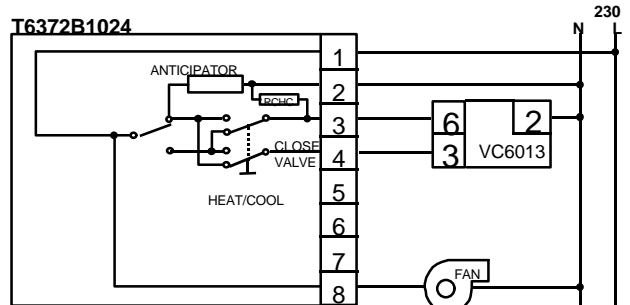 230
T6372B1024
N L
1
ANTICIPATOR
2
RCHC
3
6 2
CLOSE
VALVE
4
3 VC6013
5
HEAT/COOL
6
7
FAN
8